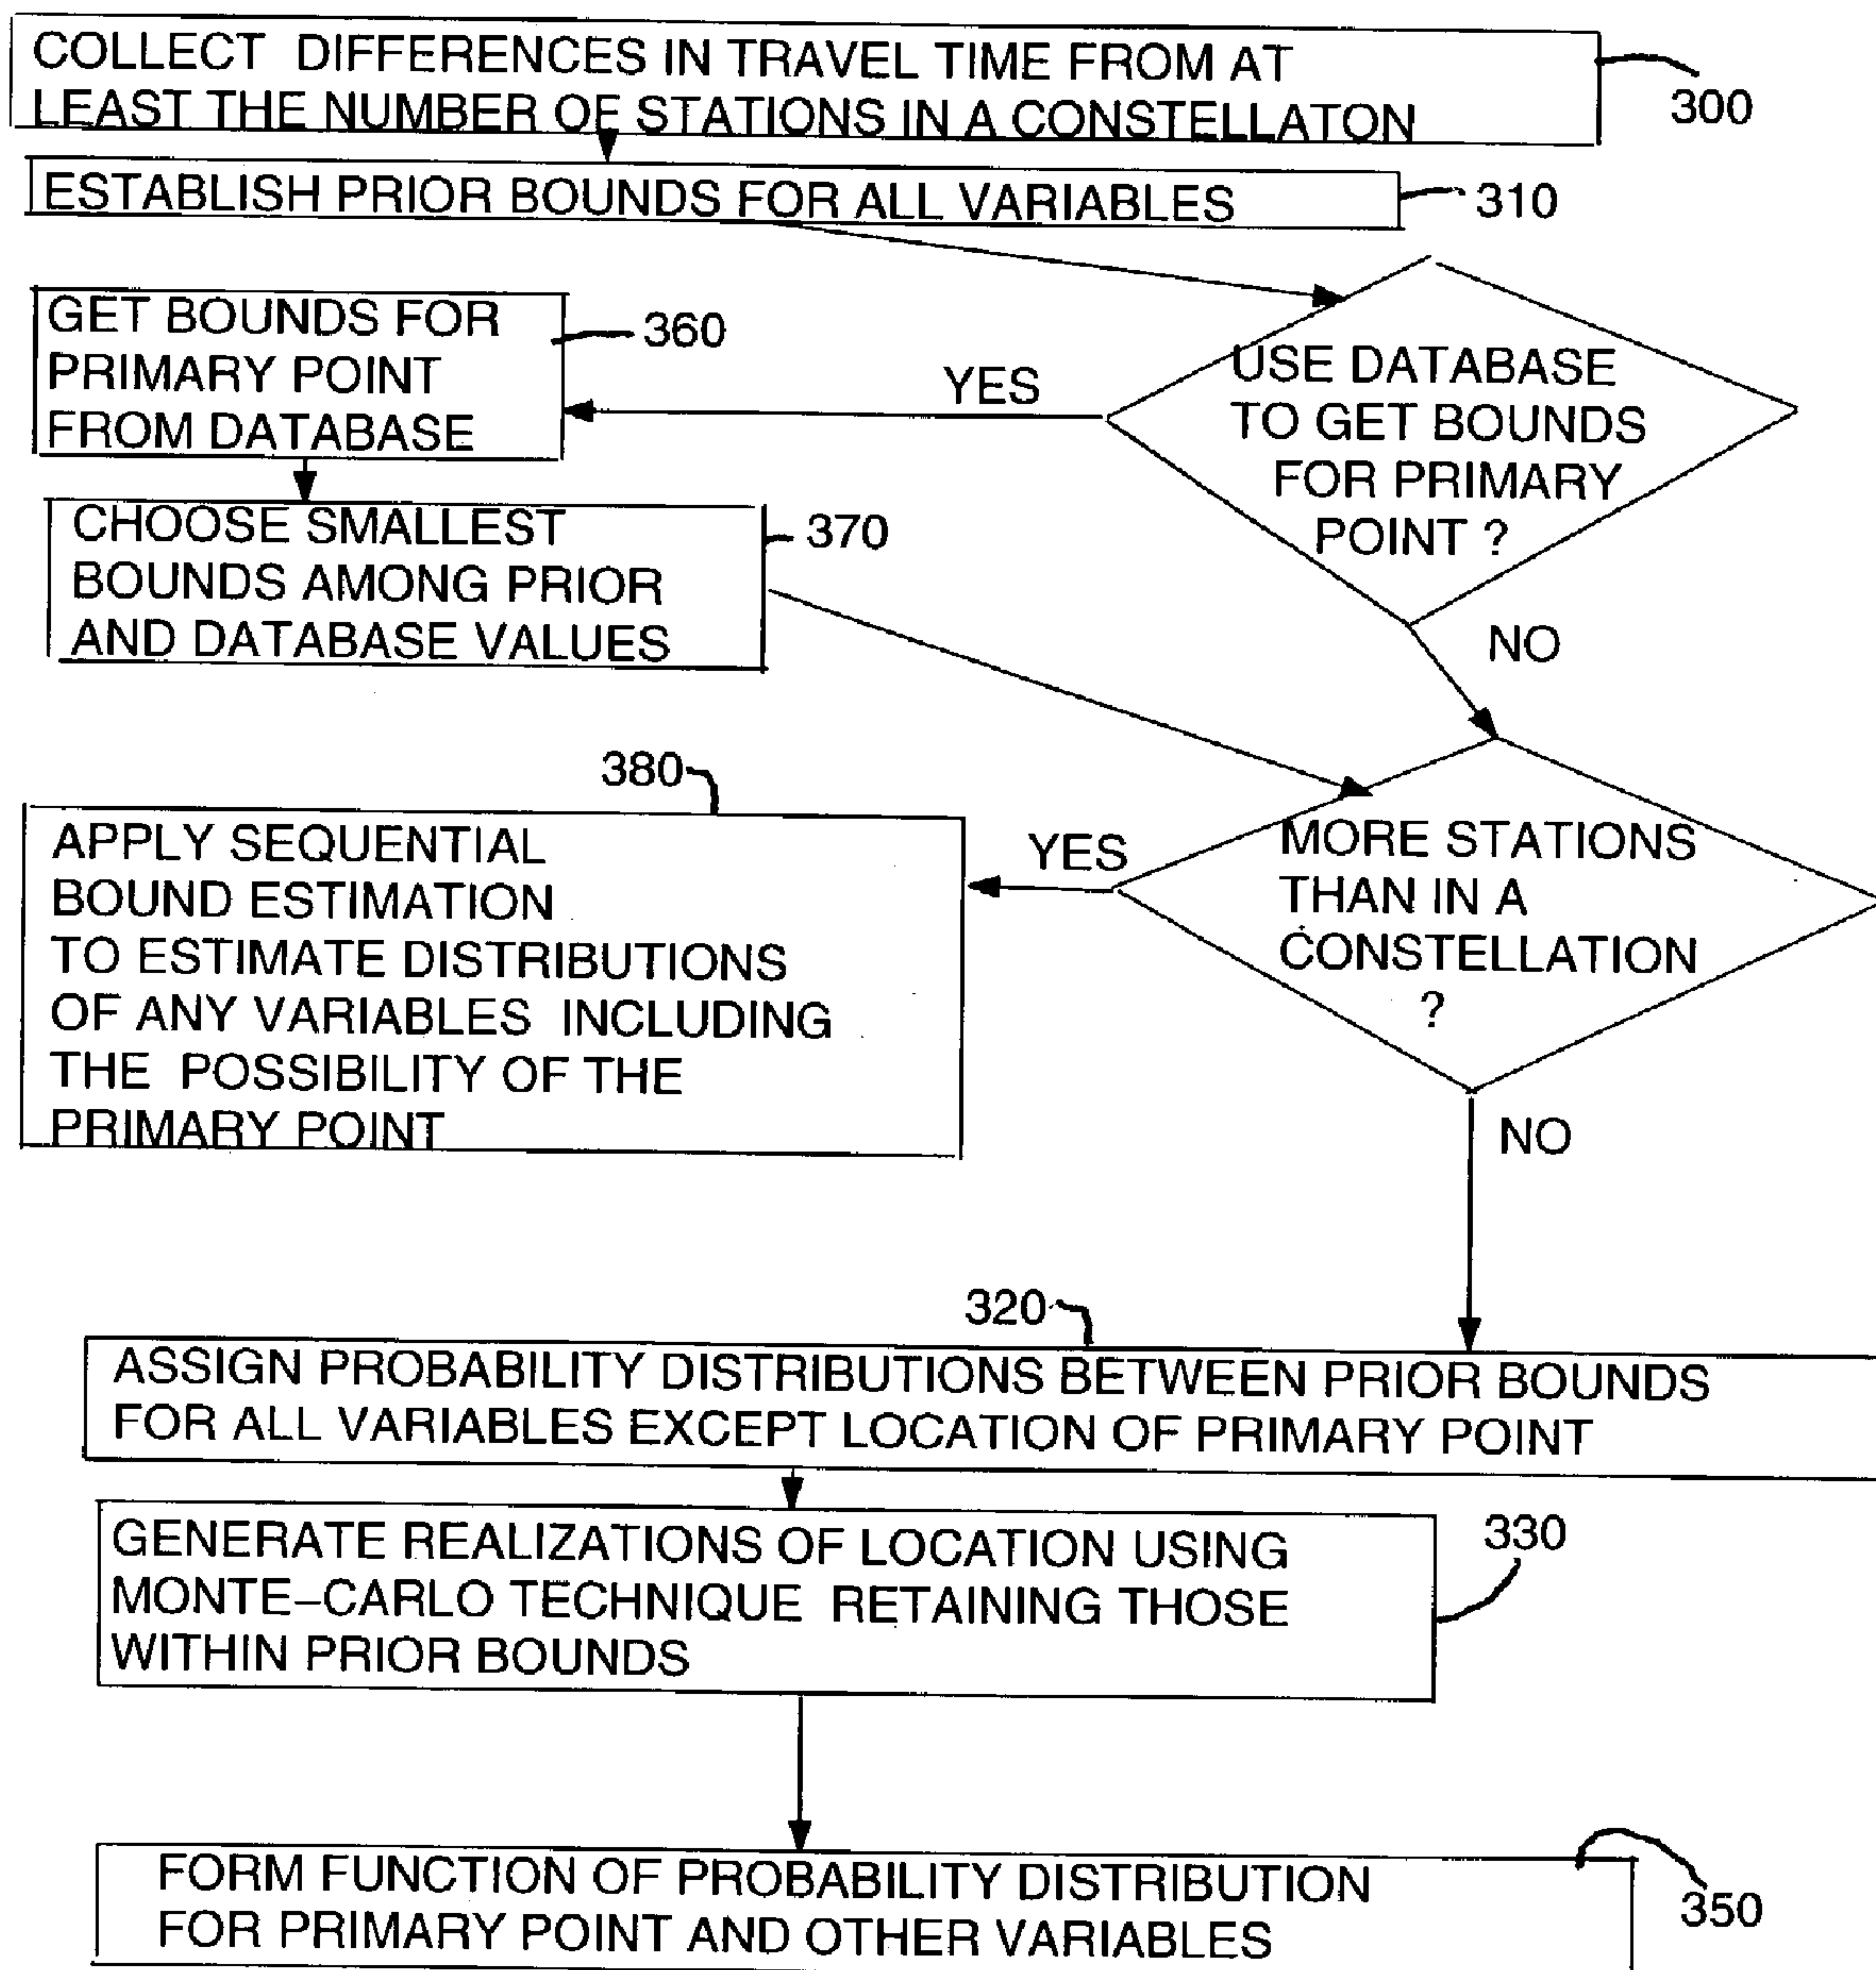 COLLECT DIFFERENCES IN TRAVEL TIME FROM AT
LEAST THE NUMBER OF STATIONS IN A CONSTELLATON
300
ESTABLISH PRIOR BOUNDS FOR ALL VARIABLES
310
GET BOUNDS FOR
PRIMARY POINT
FROM DATABASE
360
YES
USE DATABASE
TO GET BOUNDS
FOR PRIMARY
POINT ?
CHOOSE SMALLEST
BOUNDS AMONG PRIOR
AND DATABASE VALUES
370
NO
380
APPLY SEQUENTIAL
BOUND ESTIMATION
TO ESTIMATE DISTRIBUTIONS
OF ANY VARIABLES INCLUDING
THE POSSIBILITY OF THE
PRIMARY POINT
YES
MORE STATIONS
THAN IN A
CONSTELLATION
?
NO
320
ASSIGN PROBABILITY DISTRIBUTIONS BETWEEN PRIOR BOUNDS
FOR ALL VARIABLES EXCEPT LOCATION OF PRIMARY POINT
GENERATE REALIZATIONS OF LOCATION USING
MONTE–CARLO TECHNIQUE RETAINING THOSE
WITHIN PRIOR BOUNDS
330
FORM FUNCTION OF PROBABILITY DISTRIBUTION
FOR PRIMARY POINT AND OTHER VARIABLES
350